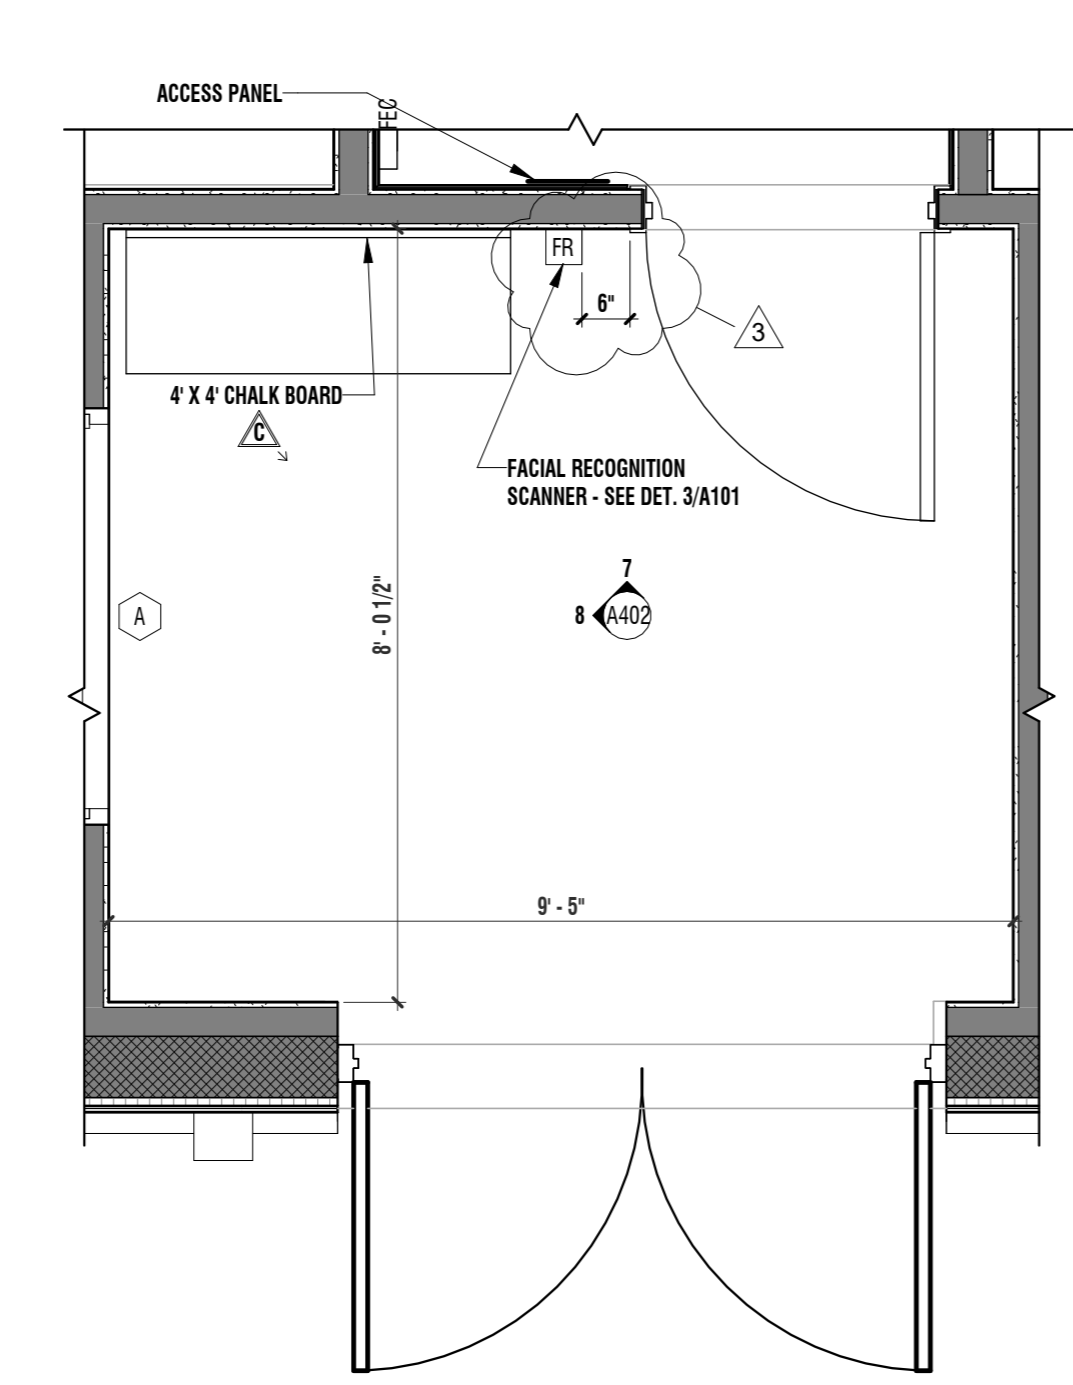 ACCESS PANEL
FEC
FR
6"
3
4' X 4' CHALK BOARD
C
FACIAL RECOGNITION
SCANNER - SEE DET. 3/A101
7
8
A402
A
8' - 0 1/2"
9' - 5"